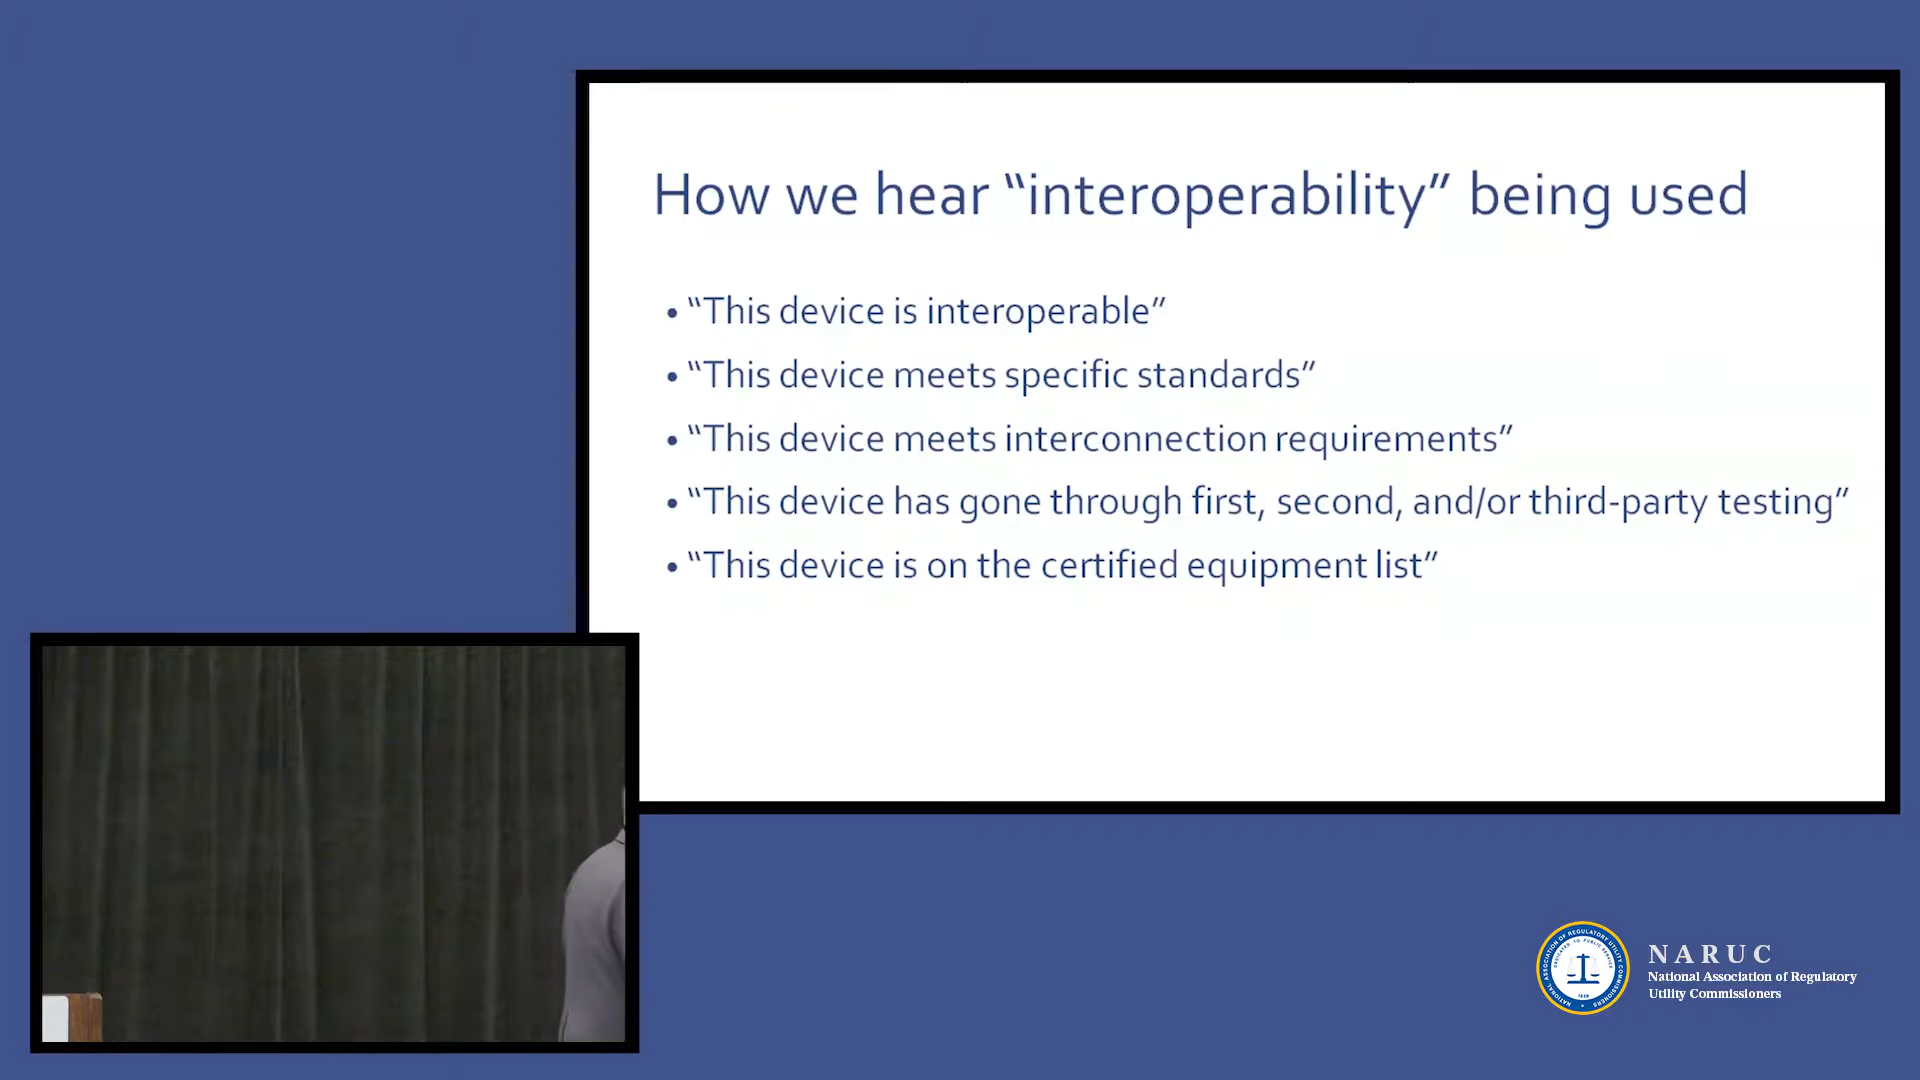 How we hear “interoperability” being used
• “This device is interoperable”
• “This device meets specific standards”
• “This device meets interconnection requirements”
• “This device has gone through first, second, and/or third-party testing”
• “This device is on the certified equipment list”
NARUC
National Association of Regulatory
Utility Commissioners